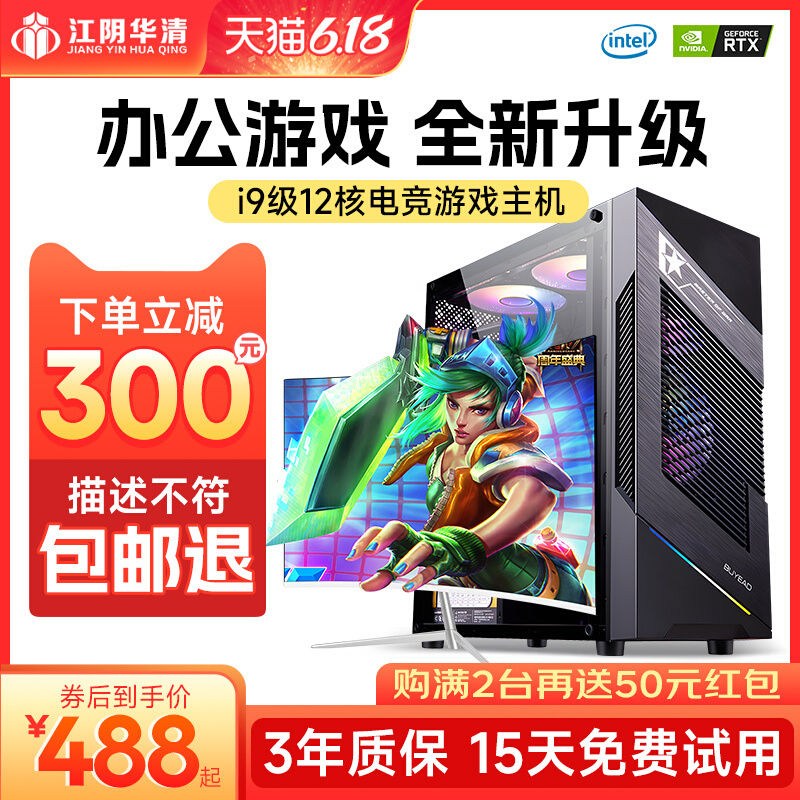 江阴华清
JIANG YIN HUA QING
天猫6.18
intel
NVIDIA.
GEFORCE
RTX
办公游戏 全新升级
i9级12核电竞游戏主机
下单立减
300元
描述不符
包邮退
周年盛典
BUYEAD
购满2台再送50元红包
券后到手价
¥488起
3年质保 15天免费试用